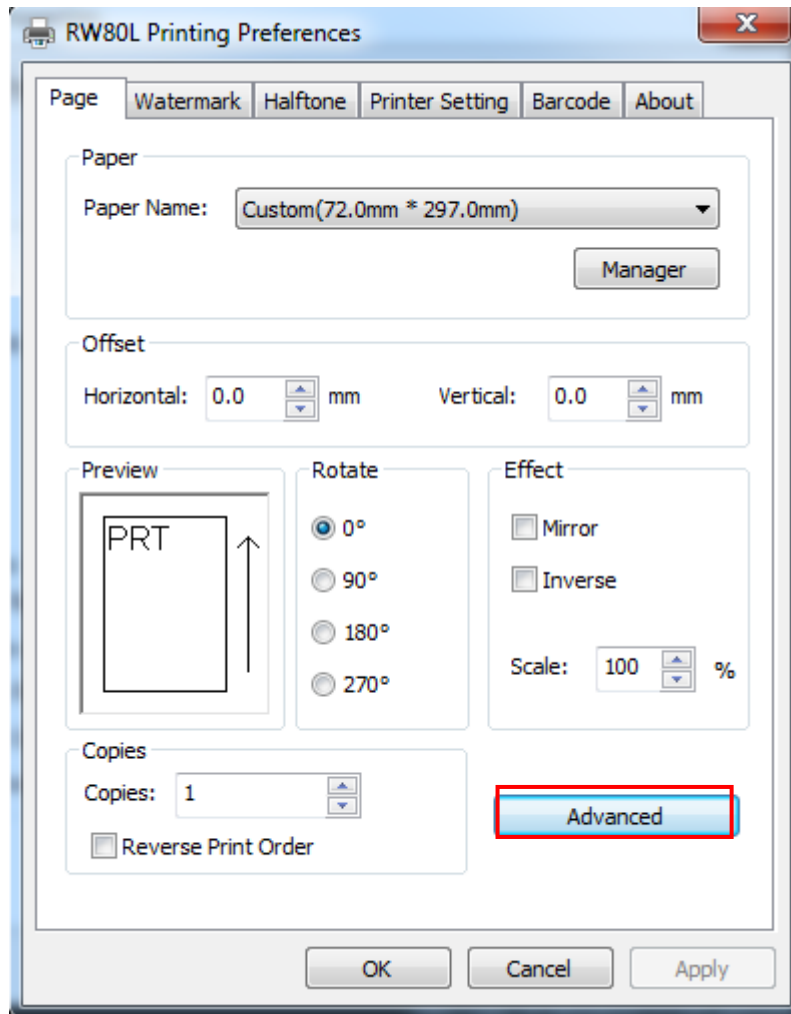 RW80L Printing Preferences
Page Watermark Halftone Printer Setting Barcode About
Paper
Paper Name: Custom(72.0mm * 297.0mm)
Manager
Offset
Horizontal: 0.0 mm Vertical: 0.0 mm
Preview Rotate Effect
PRT
0° Mirror
90° Inverse
180°
Scale: 100 %
270°
Copies
Copies: 1
Advanced
Reverse Print Order
OK Cancel Apply